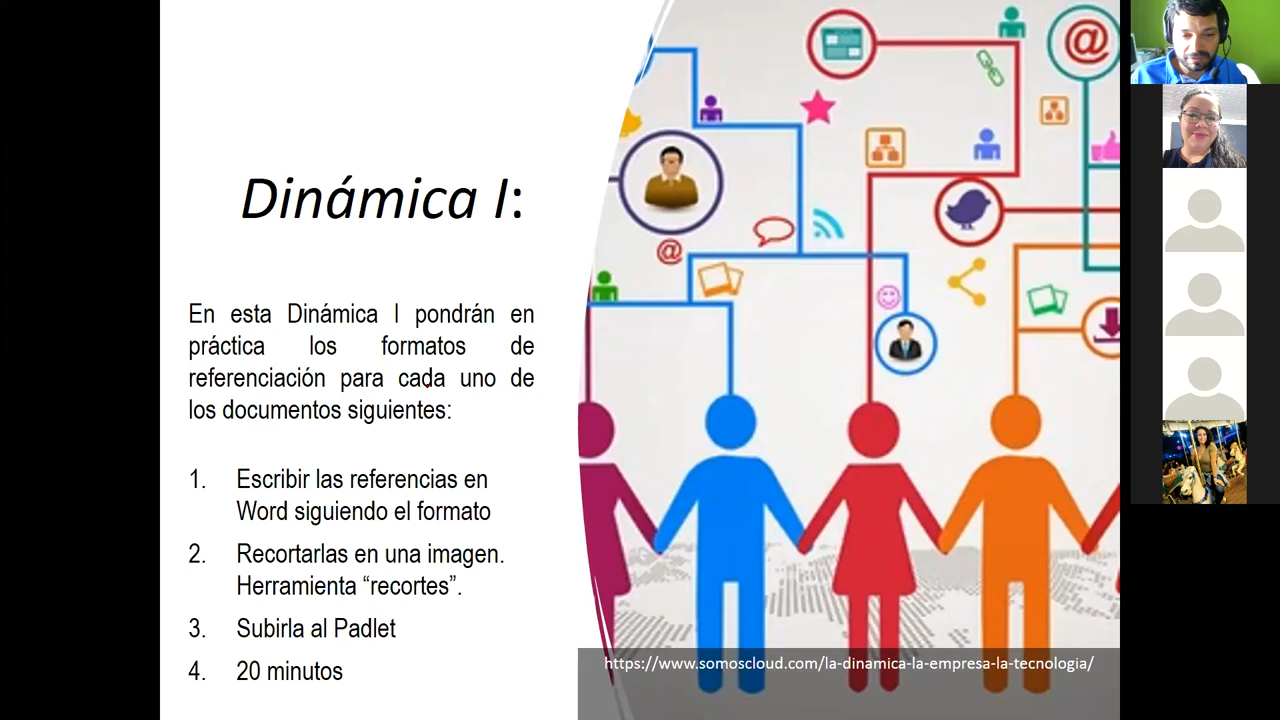 Dinámica I:
En esta Dinámica I pondrán en
práctica los formatos de
referenciación para cada uno de
los documentos siguientes:
1. Escribir las referencias en
Word siguiendo el formato
2. Recortarlas en una imagen.
Herramienta “recortes”.
3. Subirla al Padlet
4. 20 minutos
@
@
https://www.somoscloud.com/la-dinamica-la-empresa-la-tecnologia/